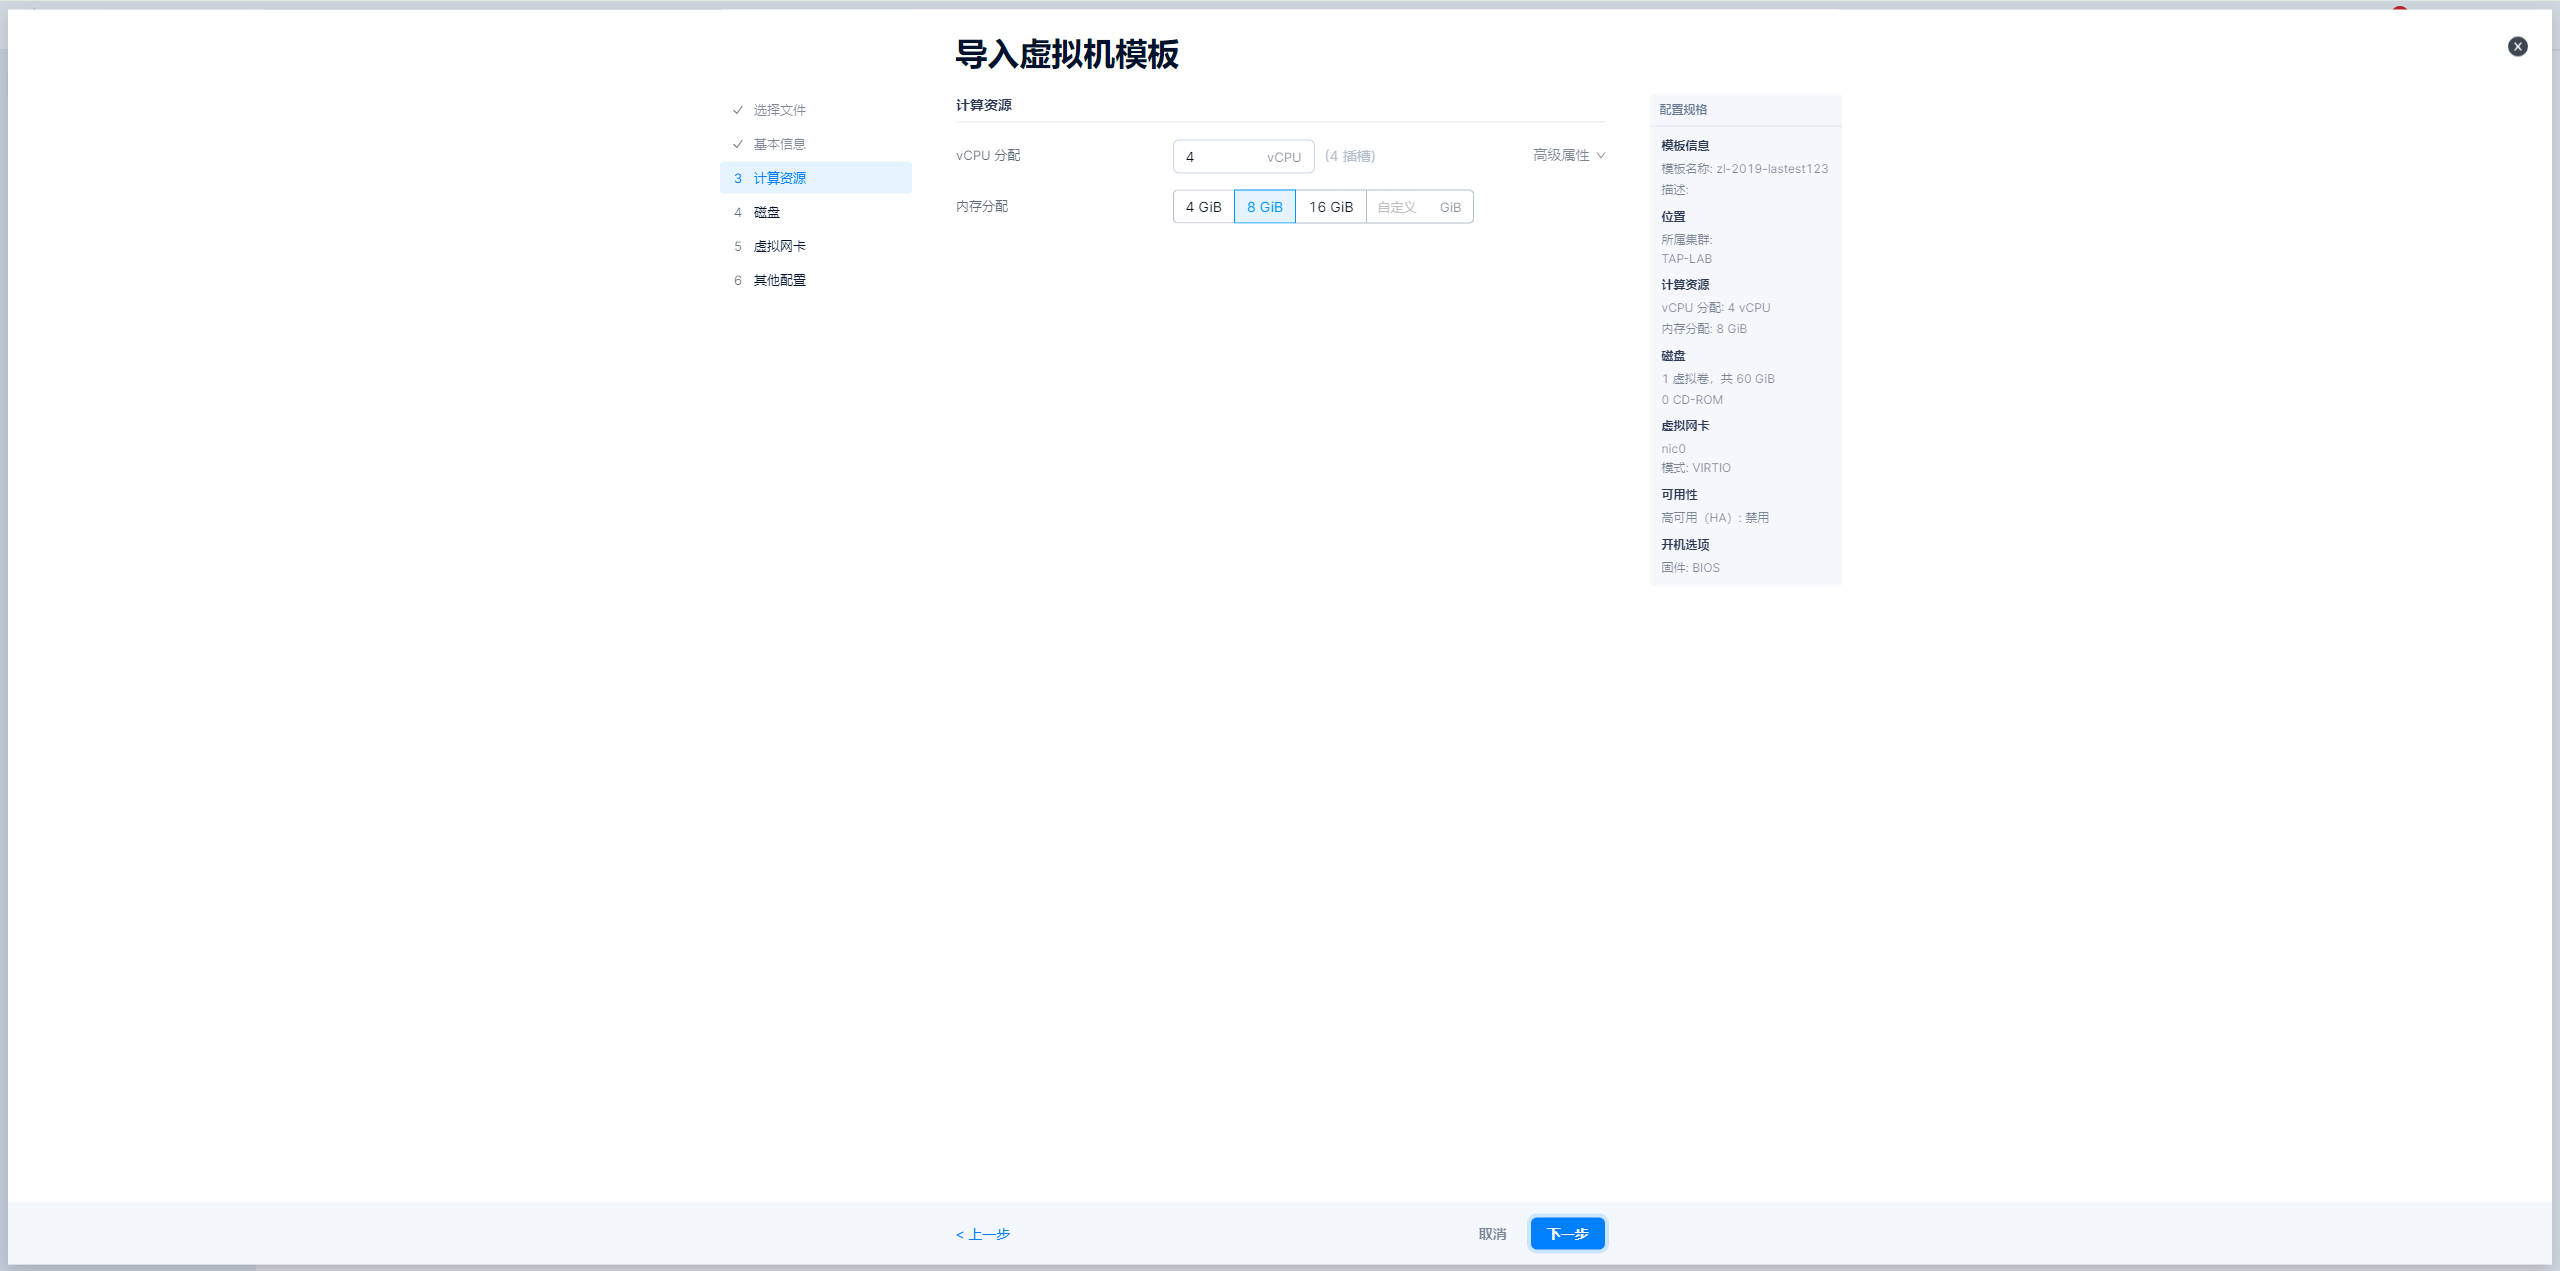 导入虚拟机模板
选择文件
基本信息
3 计算资源
4 磁盘
5 虚拟网卡
6 其他配置
计算资源
vCPU 分配
4 vCPU (4 插槽)
高级属性
内存分配
4 GiB 8 GiB 16 GiB 自定义 GiB
配置规格
模板信息
模板名称: zl-2019-lastest123
描述:
位置
所属集群:
TAP-LAB
计算资源
vCPU 分配: 4 vCPU
内存分配: 8 GiB
磁盘
1 虚拟卷，共 60 GiB
0 CD-ROM
虚拟网卡
nic0
模式: VIRTIO
可用性
高可用（HA）: 禁用
开机选项
固件: BIOS
< 上一步
取消
下一步